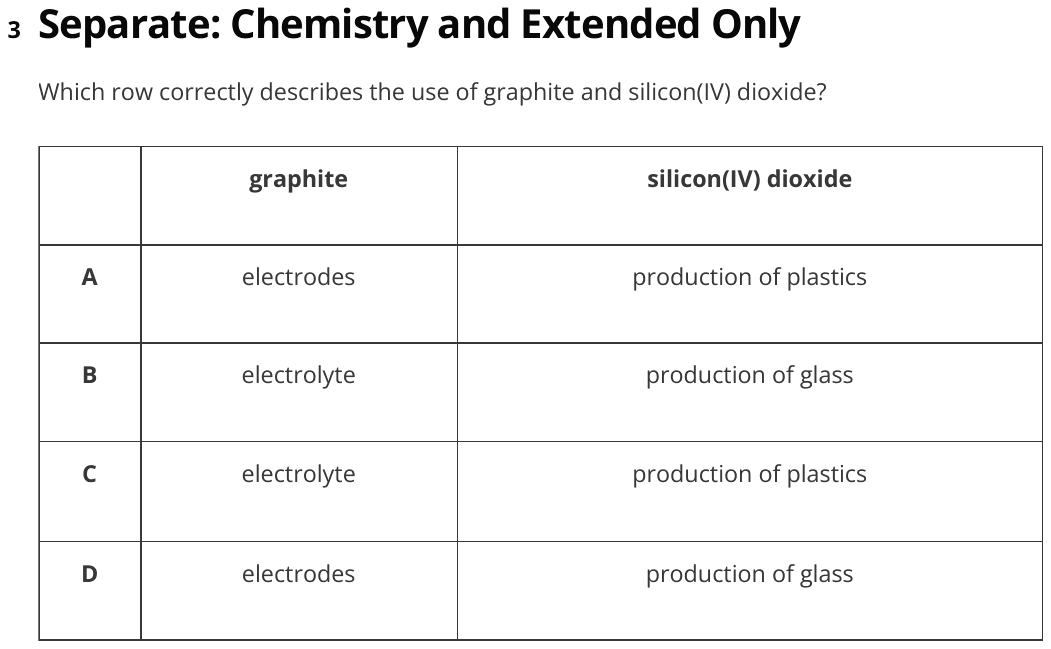 3 Separate: Chemistry and Extended Only
Which row correctly describes the use of graphite and silicon(IV) dioxide?
graphite silicon(IV) dioxide
A electrodes production of plastics
B electrolyte production of glass
C electrolyte production of plastics
D electrodes production of glass